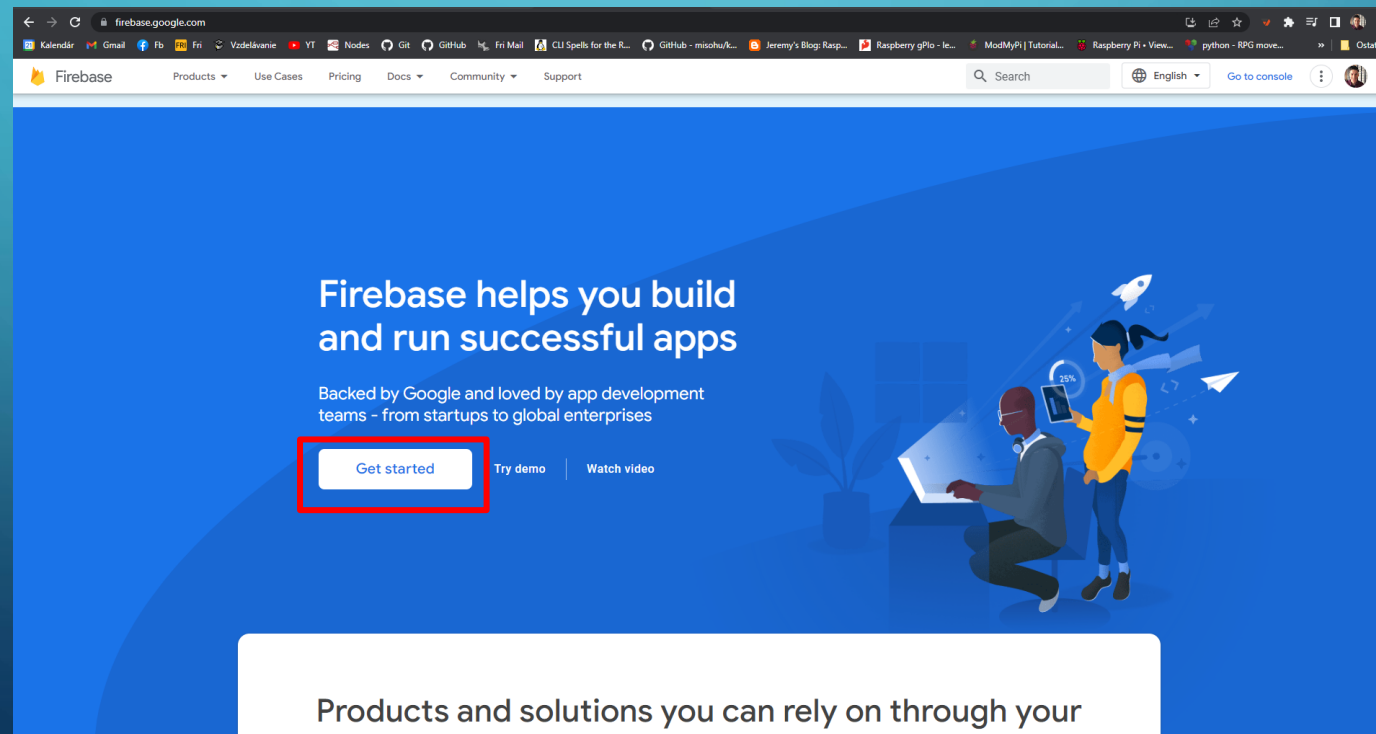 firebase.google.com
Kalendár Gmail Fb FRI Fri Vzdelávanie YT Nodes Git GitHub Fri Mail CLI Spells for the R... GitHub - misohu/k... Jeremy's Blog: Rasp... Raspberry gPIo - le... ModMyPi | Tutorial... Raspberry Pi • View... python - RPG move... » Ostat
Firebase Products Use Cases Pricing Docs Community Support Search English Go to console
Firebase helps you build
and run successful apps
Backed by Google and loved by app development
teams - from startups to global enterprises
Get started Try demo Watch video
25%
Products and solutions you can rely on through your